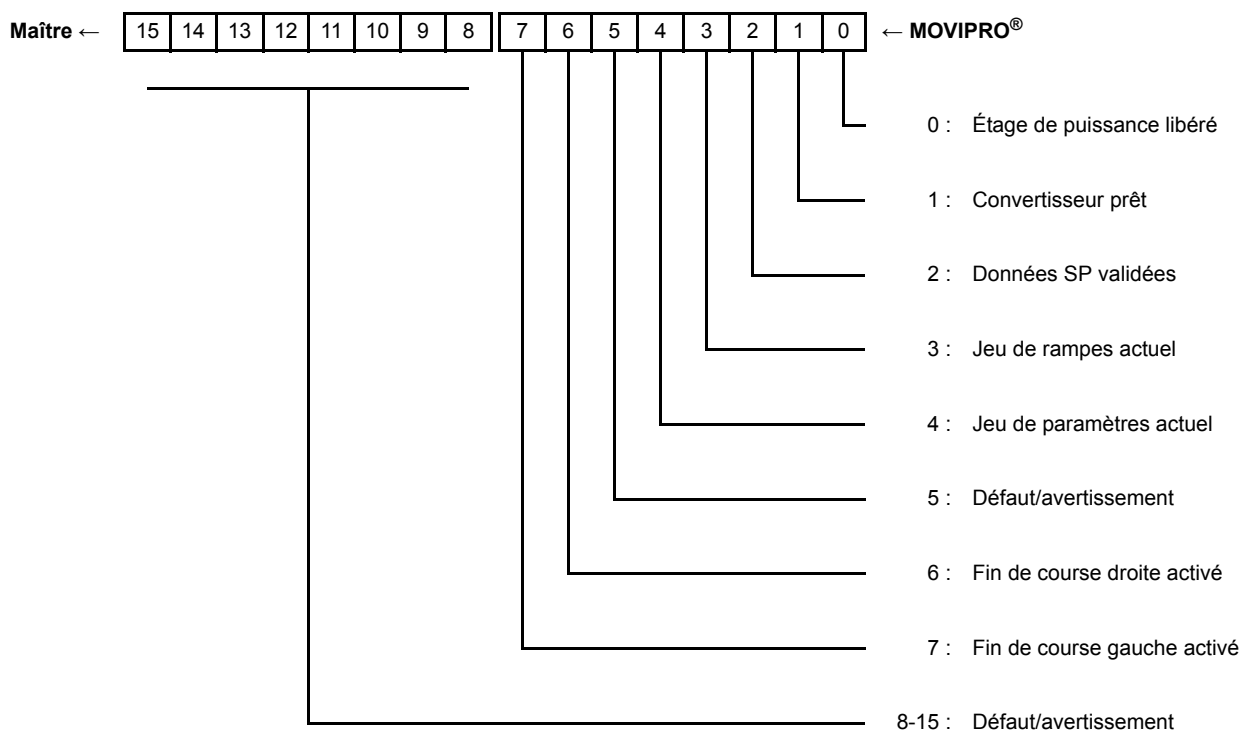 Maître ← 15 14 13 12 11 10 9 8 7 6 5 4 3 2 1 0 ← MOVIPRO®
0 : Étage de puissance libéré
1 : Convertisseur prêt
2 : Données SP validées
3 : Jeu de rampes actuel
4 : Jeu de paramètres actuel
5 : Défaut/avertissement
6 : Fin de course droite activé
7 : Fin de course gauche activé
8-15 : Défaut/avertissement